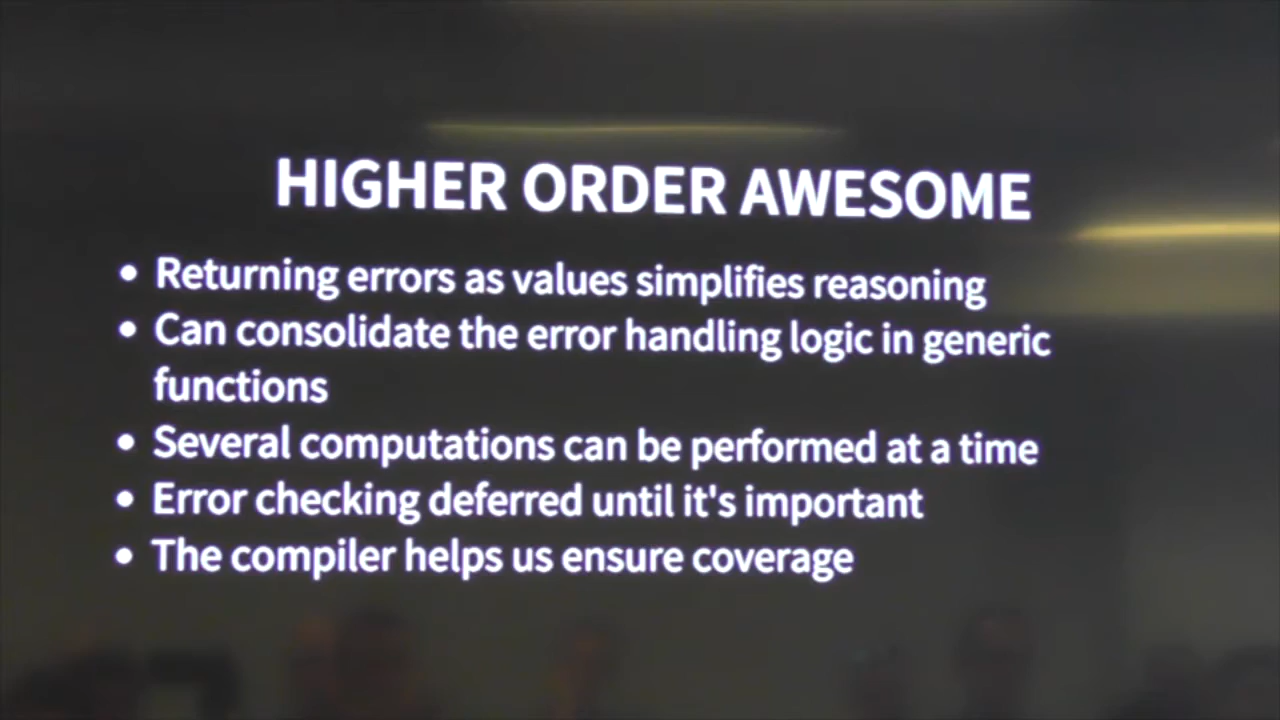 HIGHER ORDER AWESOME
• Returning errors as values simplifies reasoning
• Can consolidate the error handling logic in generic
functions
• Several computations can be performed at a time
• Error checking deferred until it's important
• The compiler helps us ensure coverage